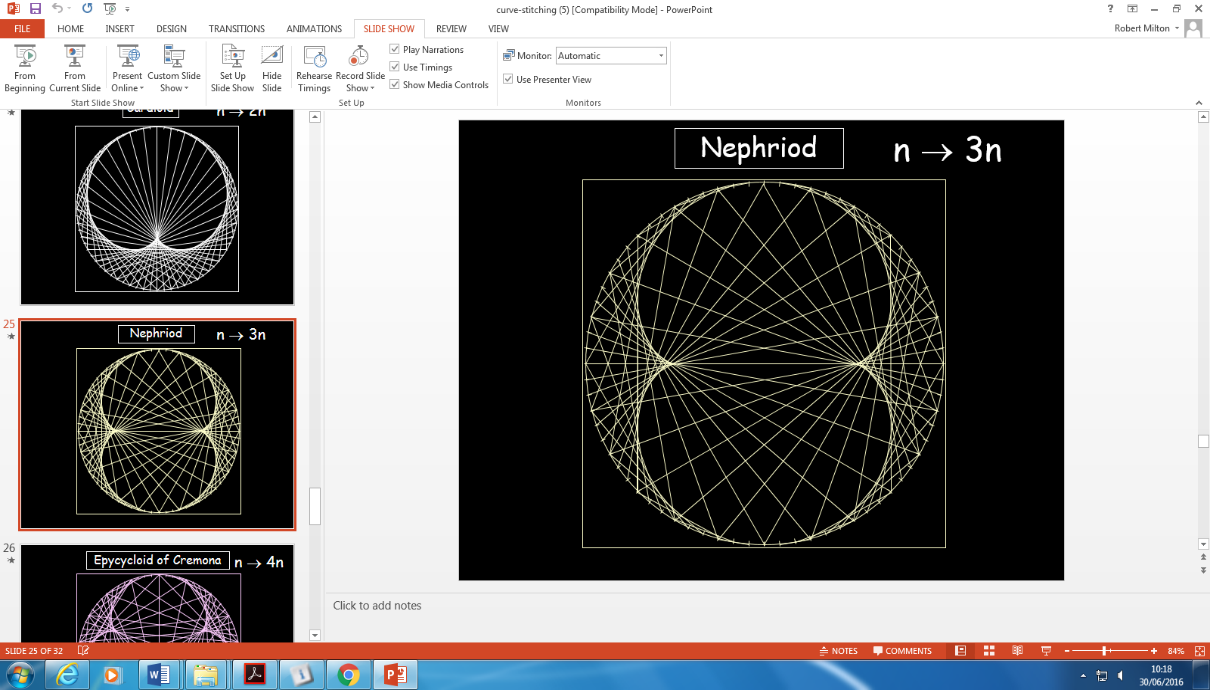 curve-stitching (5) [Compatibility Mode] - PowerPoint
FILE HOME INSERT DESIGN TRANSITIONS ANIMATIONS SLIDE SHOW REVIEW VIEW
Robert Milton
From Beginning
From Current Slide
Present Online
Custom Slide Show
Start Slide Show
Set Up Slide Show
Hide Slide
Rehearse Timings
Record Slide Show
Play Narrations
Use Timings
Show Media Controls
Set Up
Monitor: Automatic
Use Presenter View
Monitors
n → 2n
25
Nephriod n → 3n
26
Epycycloid of Cremona n → 4n
Nephriod n → 3n
Click to add notes
SLIDE 25 OF 32
NOTES COMMENTS 84%
10:18
30/06/2016